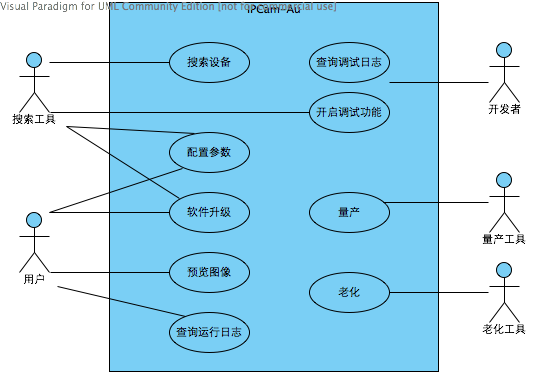 Visual Paradigm for UML Community Edition [not for commercial use]
IPCam-Au
搜索设备
查询调试日志
开启调试功能
搜索工具
开发者
配置参数
软件升级
量产
量产工具
用户
预览图像
老化
查询运行日志
老化工具